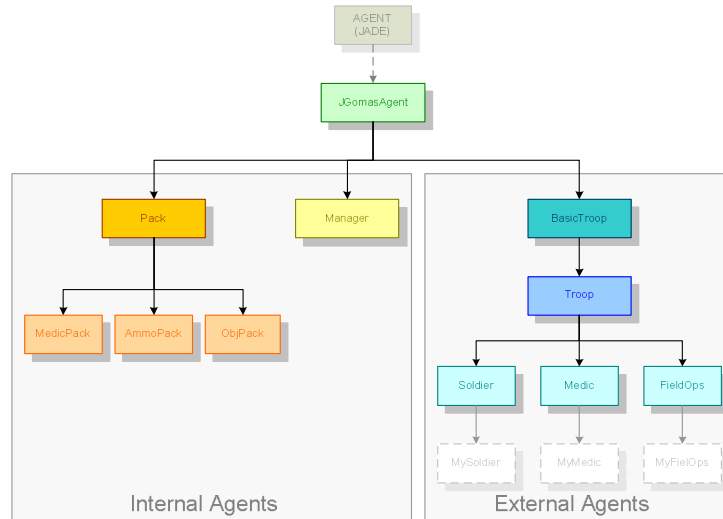 AGENT
(JADE)
JGomasAgent
Pack
Manager
BasicTroop
Troop
MedicPack
AmmoPack
ObjPack
Soldier
Medic
FieldOps
MySoldier
MyMedic
MyFielOps
Internal Agents
External Agents